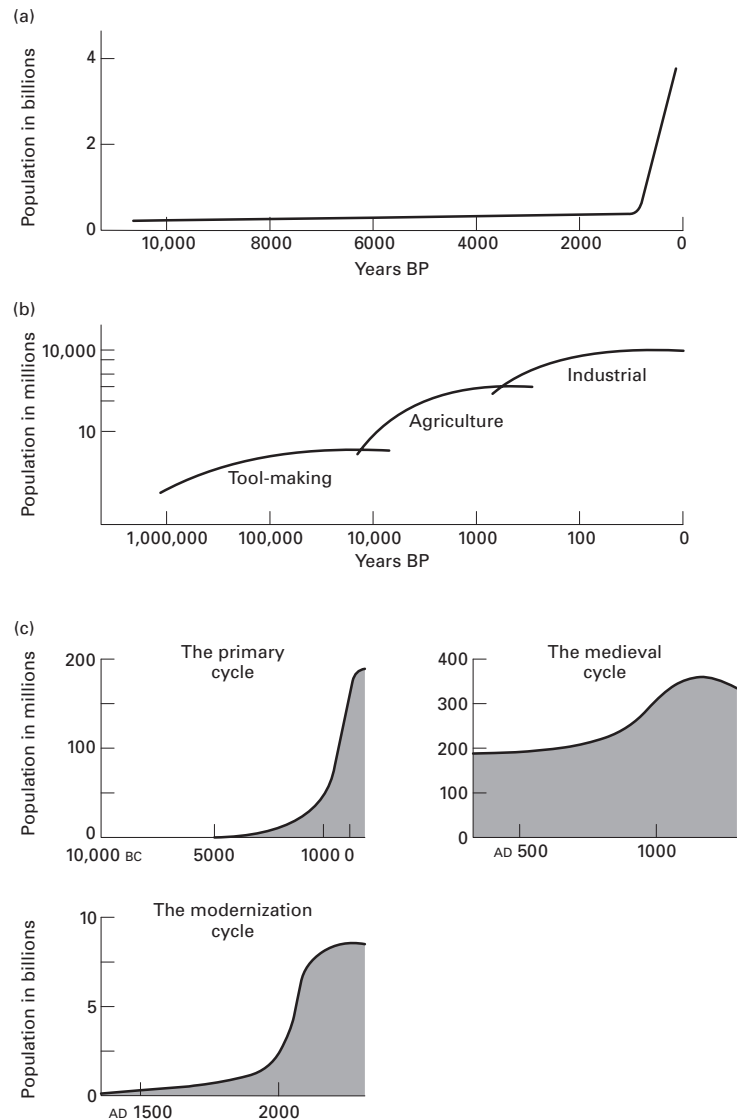 (a)
Population in billions
4
2
0
10,000 8000 6000 4000 2000 0
Years BP
(b)
Population in millions
10,000
10
Industrial
Agriculture
Tool-making
1,000,000 100,000 10,000 1000 100 0
Years BP
(c)
The primary
cycle
Population in millions
200
100
0
10,000 BC 5000 1000 0
The medieval
cycle
400
300
200
100
0
AD 500 1000
The modernization
cycle
Population in billions
10
5
0
AD 1500 2000